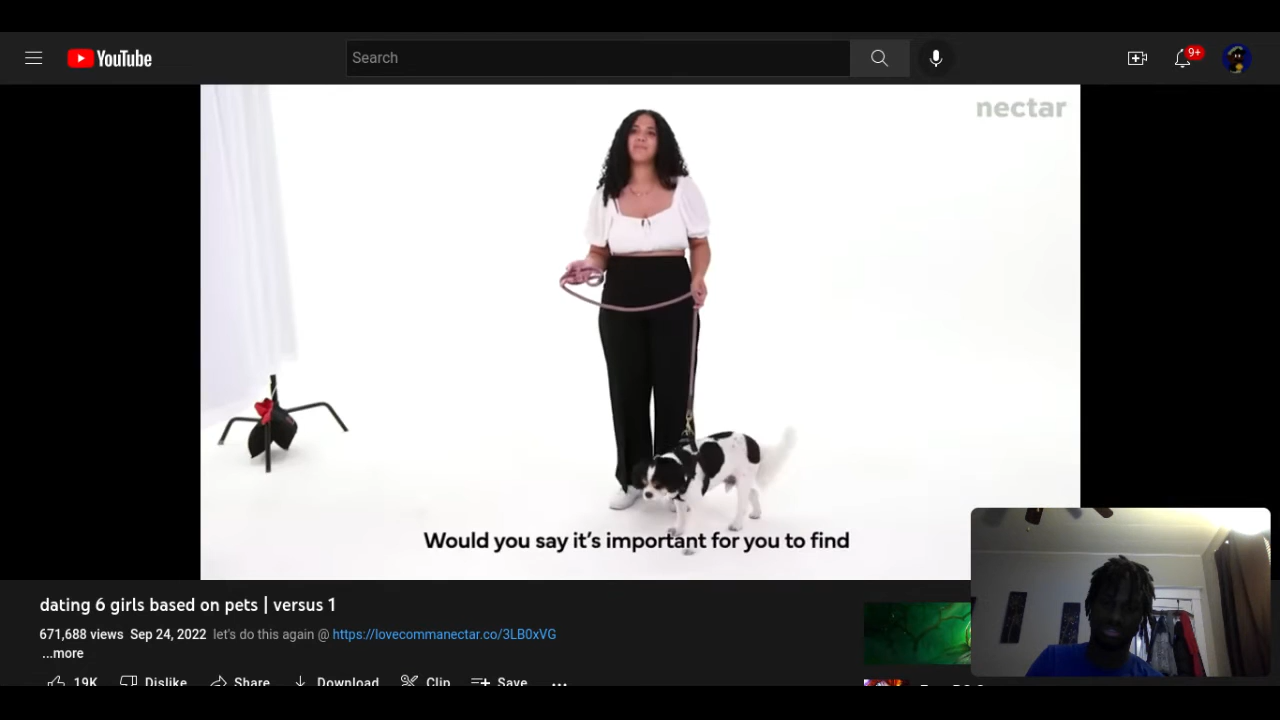 YouTube
Search
9+
nectar
Would you say it's important for you to find
dating 6 girls based on pets | versus 1
671,688 views Sep 24, 2022 let's do this again @ https://lovecommanectar.co/3LB0xVG
...more
19K Dislike Share Download Clip Save ...